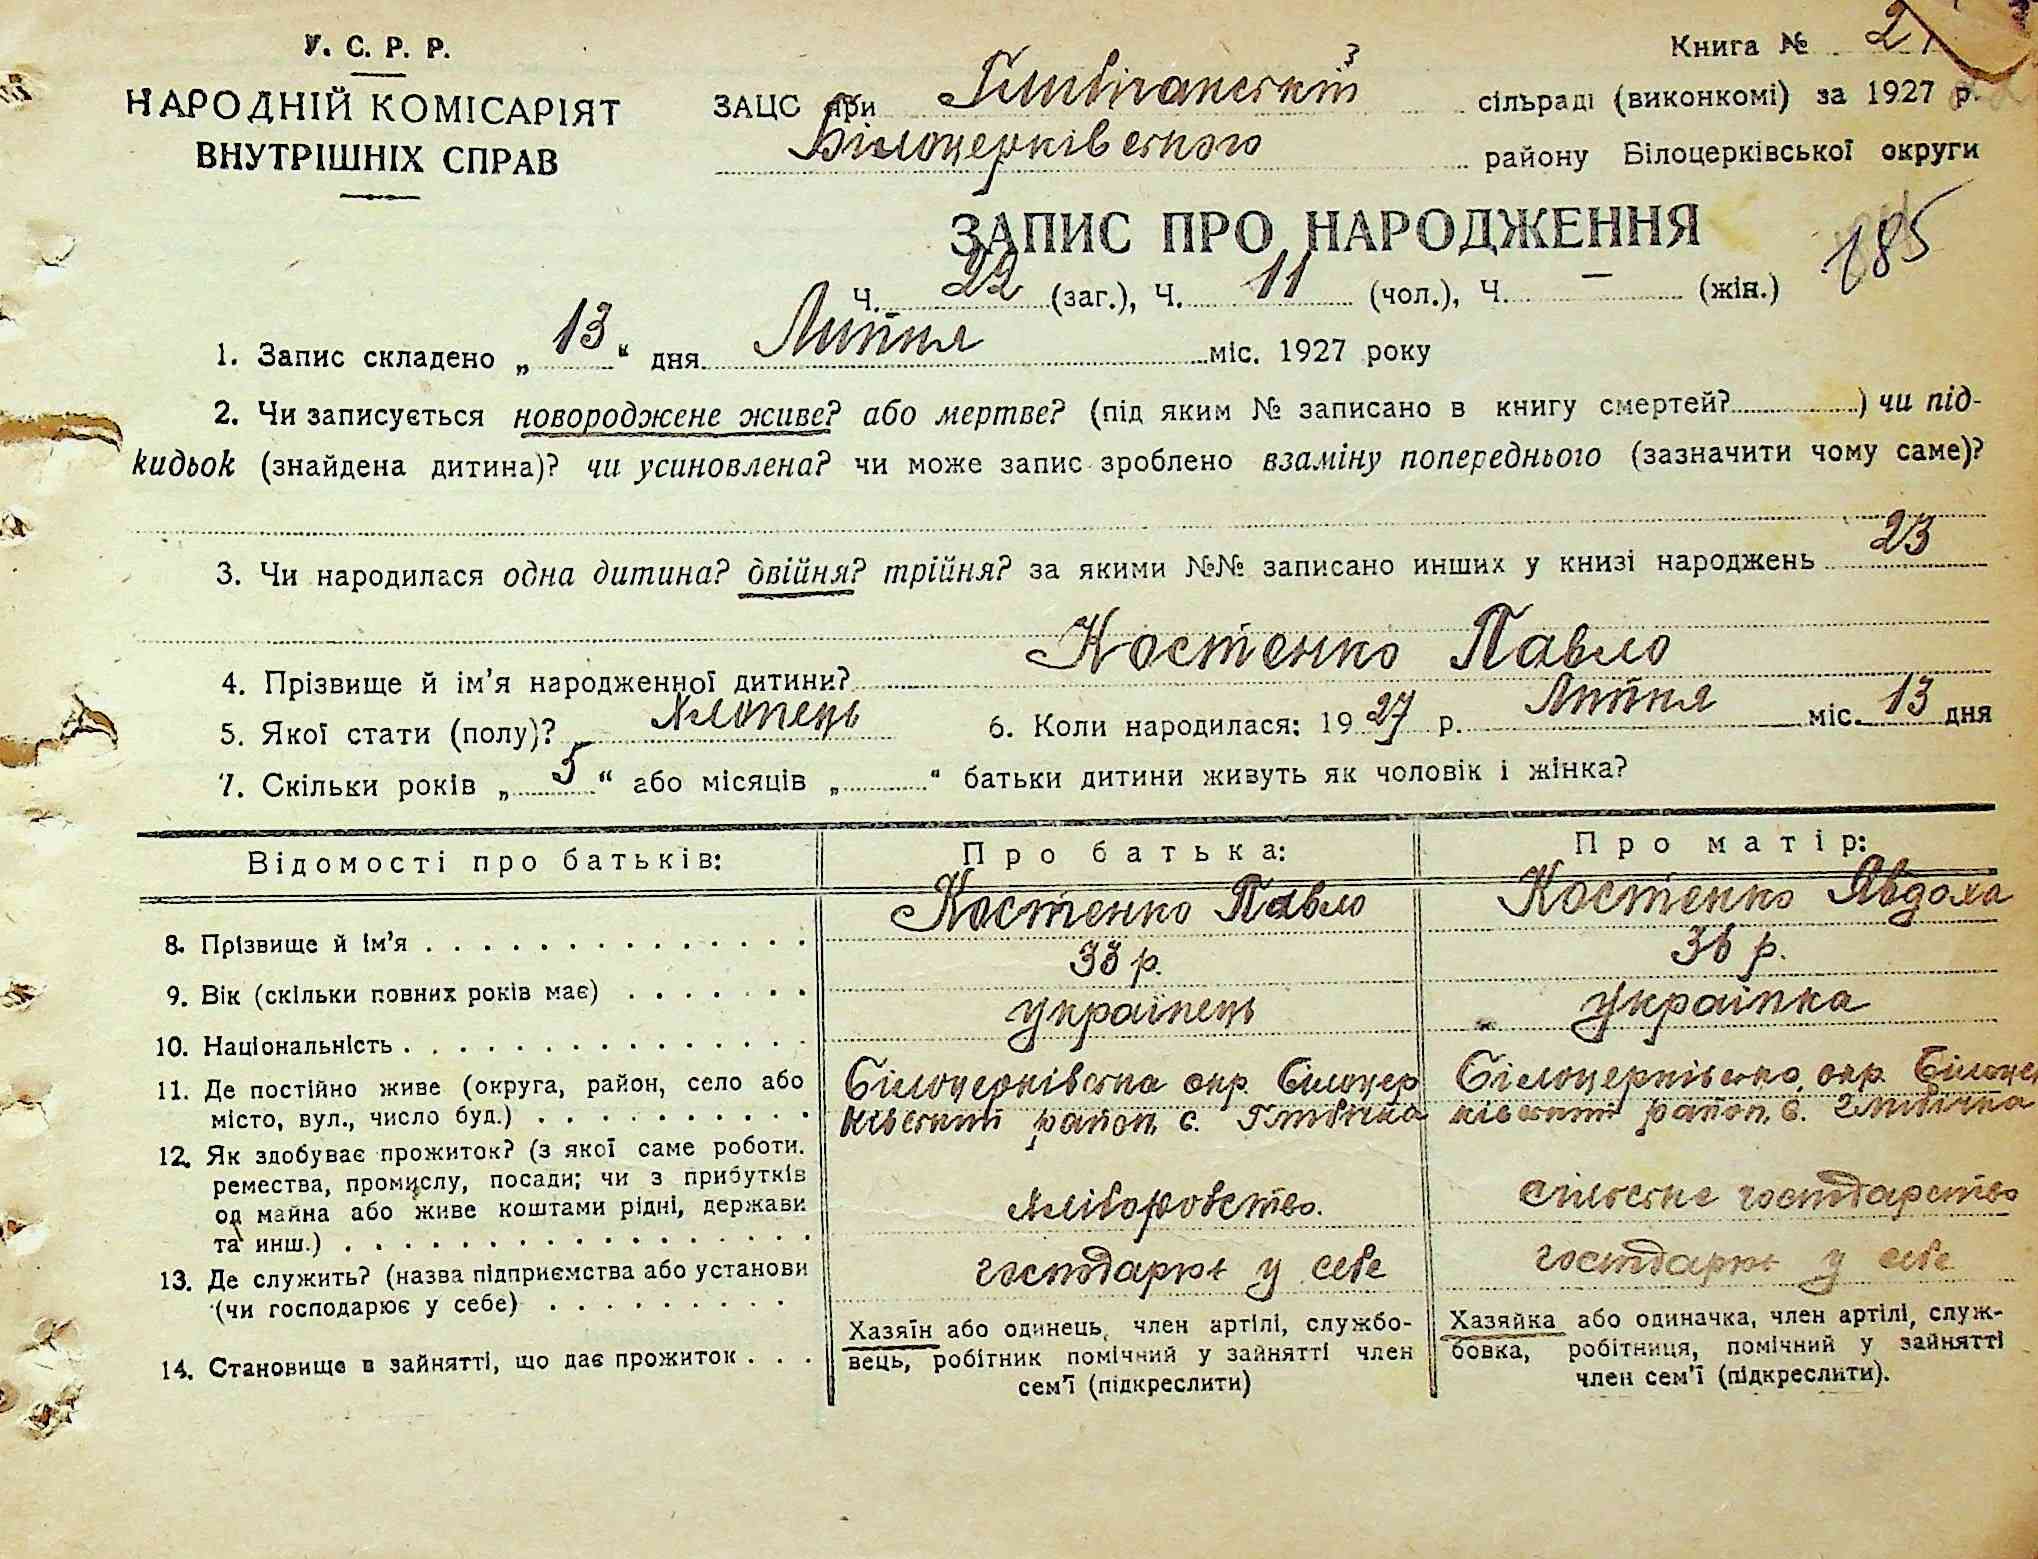 У. С. Р. Р.
НАРОДНІЙ КОМІСАРІЯТ
ВНУТРІШНІХ СПРАВ
Книга № 2
ЗАЦС при сільраді (виконкомі) за 1927 р.
Білоцерківського району Білоцерківської округи
ЗАПИС ПРО НАРОДЖЕННЯ
185
Ч. 22 (заг.), Ч. 11 (чол.), Ч. — (жін.)
1. Запис складено „ 13 “ дня Липня міс. 1927 року
2. Чи записується новороджене живе? або мертве? (під яким № записано в книгу смертей? ) чи під-
кидьок (знайдена дитина)? чи усиновлена? чи може запис зроблено взаміну попереднього (зазначити чому саме)?
3. Чи народилася одна дитина? двійня? трійня? за якими №№ записано инших у книзі народжень 23
4. Прізвище й ім’я народженної дитини? Костенко Павло
5. Якої стати (полу)? Хлопець 6. Коли народилася: 1927 р. Липня міс. 13 дня
7. Скільки років „ 5 “ або місяців „ “ батьки дитини живуть як чоловік і жінка?
Відомості про батьків: Про батька: Про матір:
8. Прізвище й ім’я Костенко Павло Костенко Явдоха
9. Вік (скільки повних років має) 33 р. 36 р.
10. Національність українець українка
11. Де постійно живе (округа, район, село або Білоцерківська окр. Білоцер Білоцерківська окр. Білоце
місто, вул., число буд.) ківський район, с. ківський район, с.
12. Як здобуває прожиток? (з якої саме роботи.
ремества, промислу, посади; чи з прибутків
од майна або живе коштами рідні, держави хліборобство. сільське господарство
та инш.)
13. Де служить? (назва підприємства або установи господарює у себе господарює у себе
(чи господарює у себе)
14. Становище в зайнятті, що дає прожиток
Хазяїн або одинець, член артілі, службо-
вець, робітник помічний у зайнятті член
сем’ї (підкреслити)
Хазяйка або одиначка, член артілі, служ-
бовка, робітниця, помічний у зайнятті
член сем’ї (підкреслити).